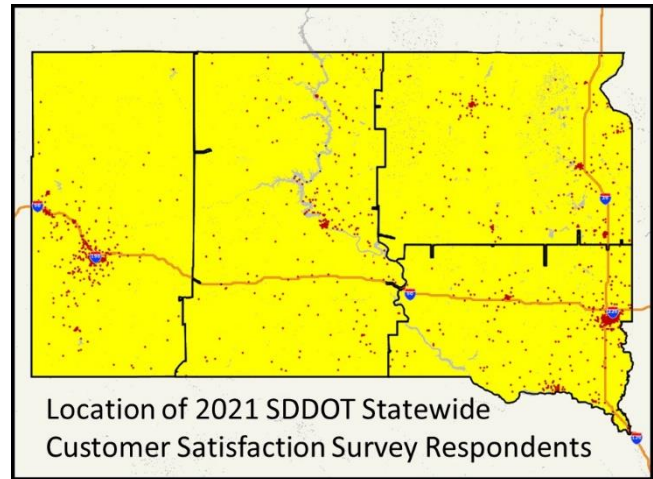 Location of 2021 SDDOT Statewide
Customer Satisfaction Survey Respondents